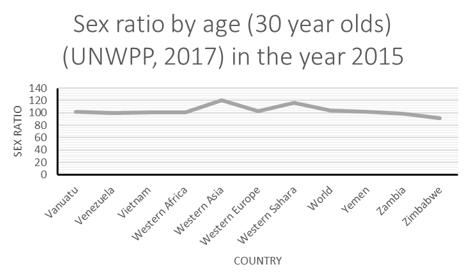 Sex ratio by age (30 year olds)
(UNWPP, 2017) in the year 2015
140
120
100
80
60
40
20
0
SEX RATIO
Vanuatu
Venezuela
Vietnam
Western Africa
Western Asia
Western Europe
Western Sahara
World
Yemen
Zambia
Zimbabwe
COUNTRY